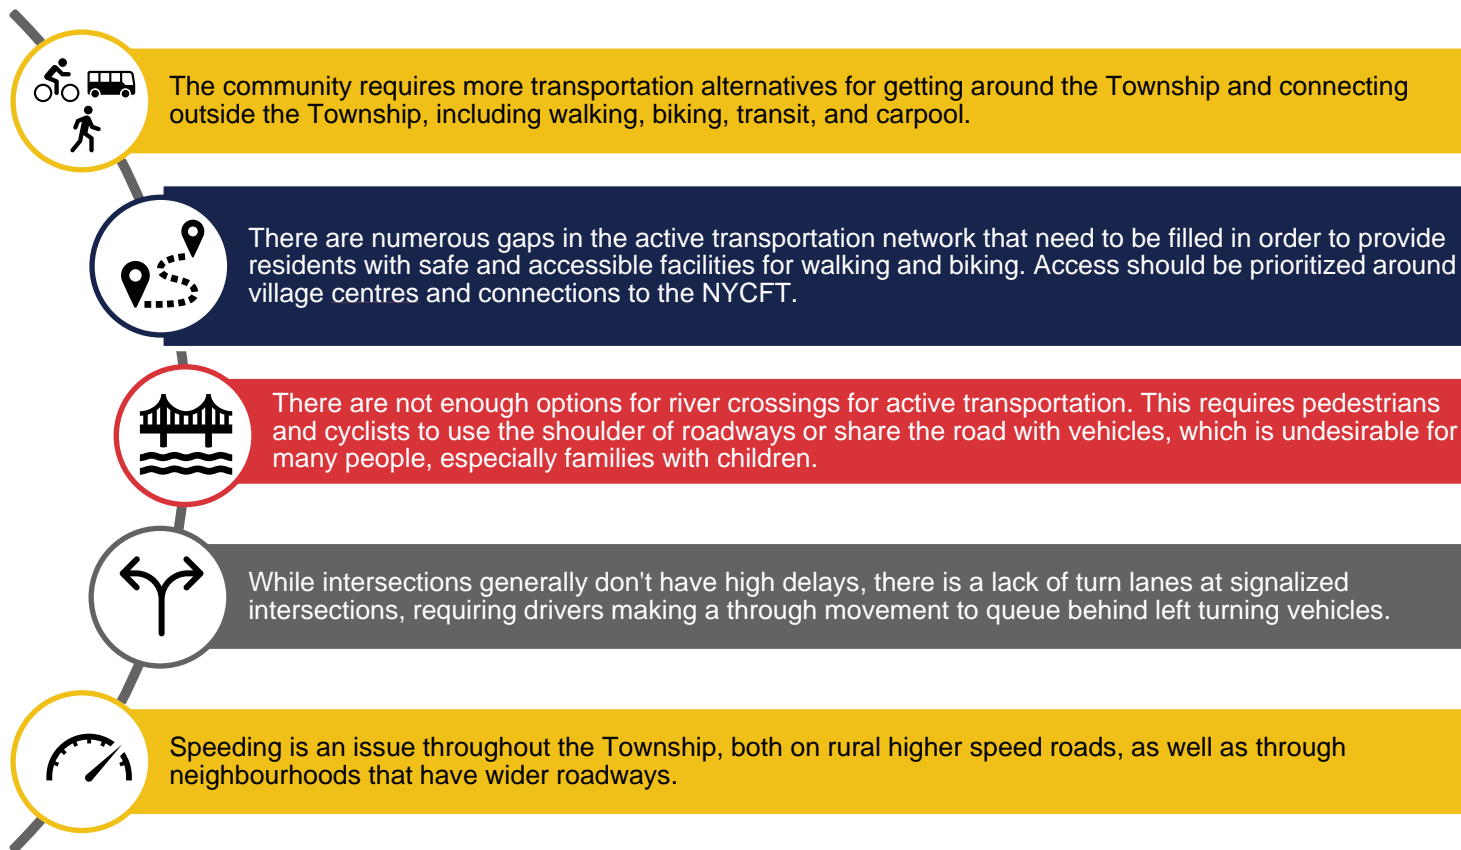 The community requires more transportation alternatives for getting around the Township and connecting
outside the Township, including walking, biking, transit, and carpool.
There are numerous gaps in the active transportation network that need to be filled in order to provide
residents with safe and accessible facilities for walking and biking. Access should be prioritized around
village centres and connections to the NYCFT.
There are not enough options for river crossings for active transportation. This requires pedestrians
and cyclists to use the shoulder of roadways or share the road with vehicles, which is undesirable for
many people, especially families with children.
While intersections generally don't have high delays, there is a lack of turn lanes at signalized
intersections, requiring drivers making a through movement to queue behind left turning vehicles.
Speeding is an issue throughout the Township, both on rural higher speed roads, as well as through
neighbourhoods that have wider roadways.